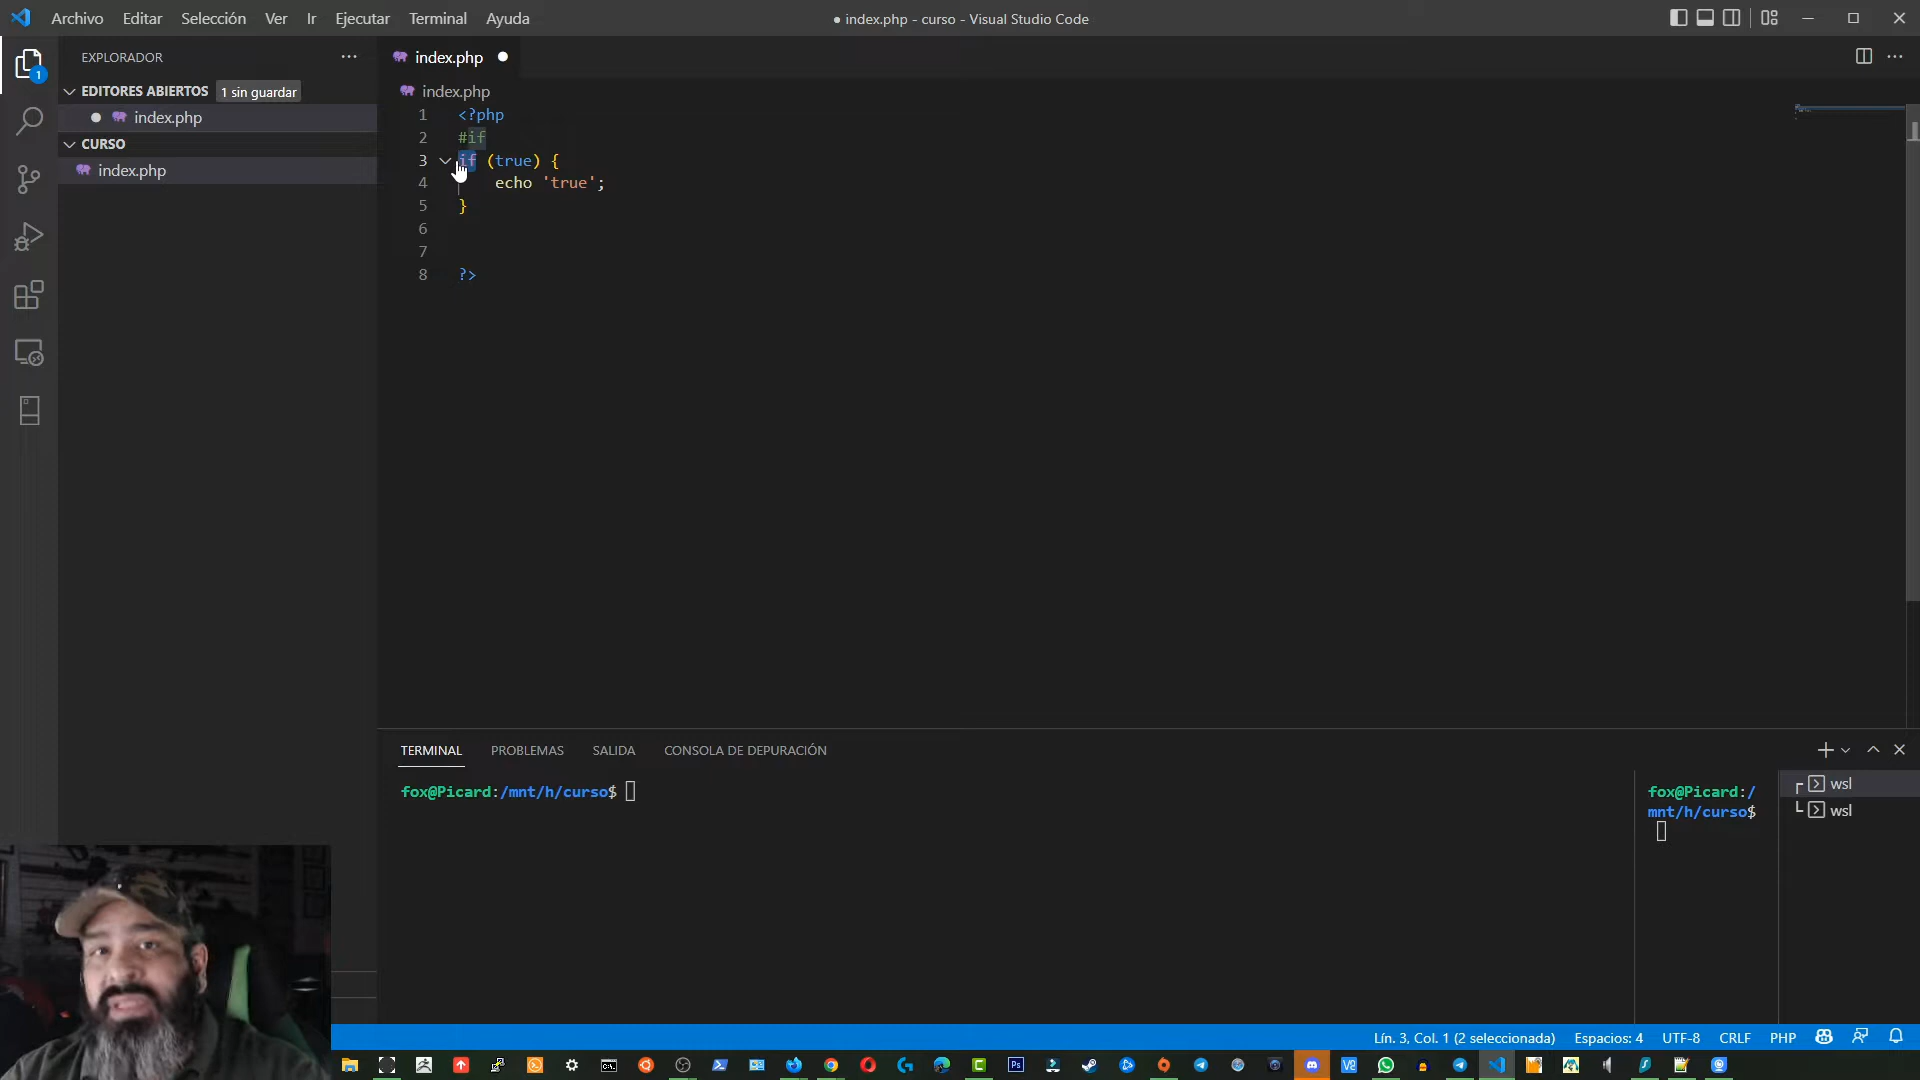 Archivo Editar Selección Ver Ir Ejecutar Terminal Ayuda
● index.php - curso - Visual Studio Code
EXPLORADOR
EDITORES ABIERTOS 1 sin guardar
index.php
CURSO
index.php
index.php
index.php
1 <?php
2 #if
3 if (true) {
4 echo 'true';
5 }
6
7
8 ?>
TERMINAL PROBLEMAS SALIDA CONSOLA DE DEPURACIÓN
fox@Picard:/mnt/h/curso$
fox@Picard:/
mnt/h/curso$
wsl
wsl
Lín. 3, Col. 1 (2 seleccionada) Espacios: 4 UTF-8 CRLF PHP